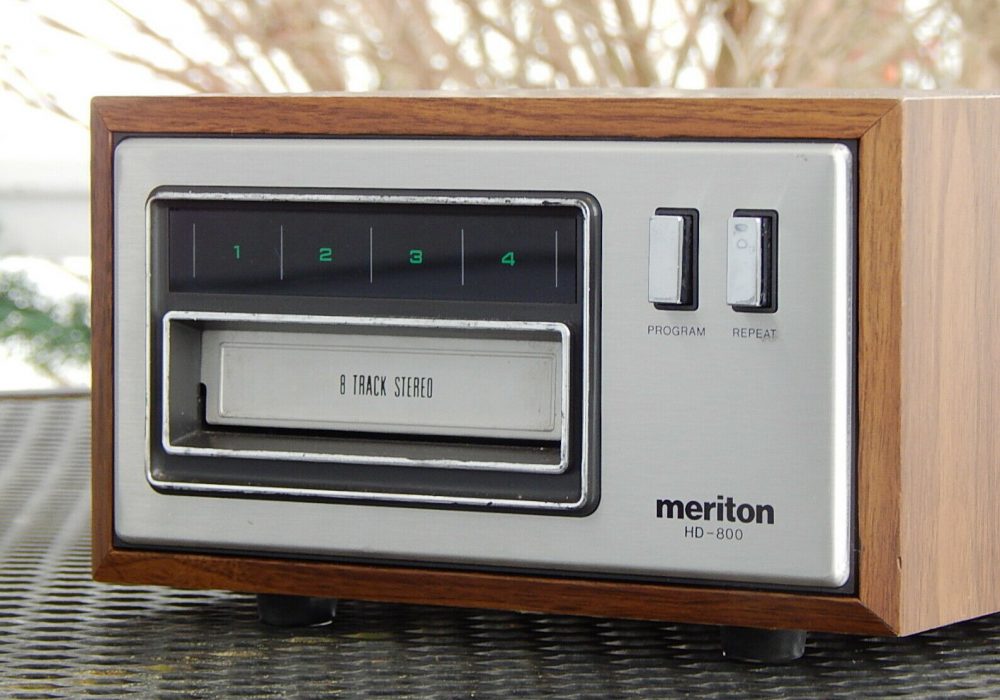 1 2 3 4
PROGRAM REPEAT
8 TRACK STEREO
meriton
HD-800